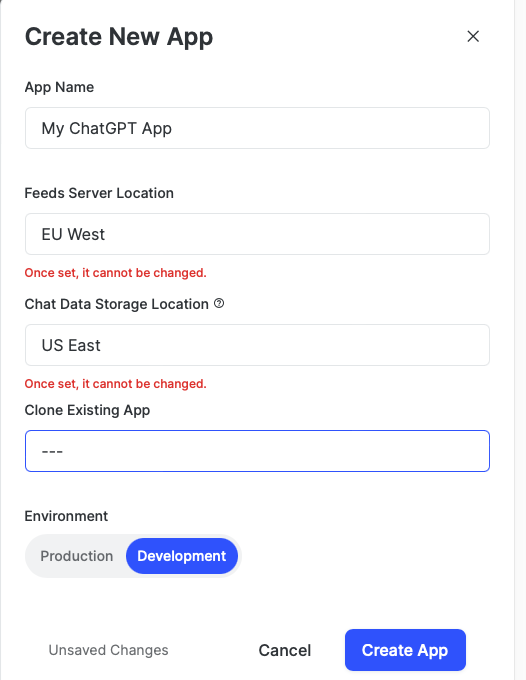 Create New App
App Name
My ChatGPT App
Feeds Server Location
EU West
Once set, it cannot be changed.
Chat Data Storage Location
US East
Once set, it cannot be changed.
Clone Existing App
---
Environment
Production Development
Unsaved Changes Cancel Create App